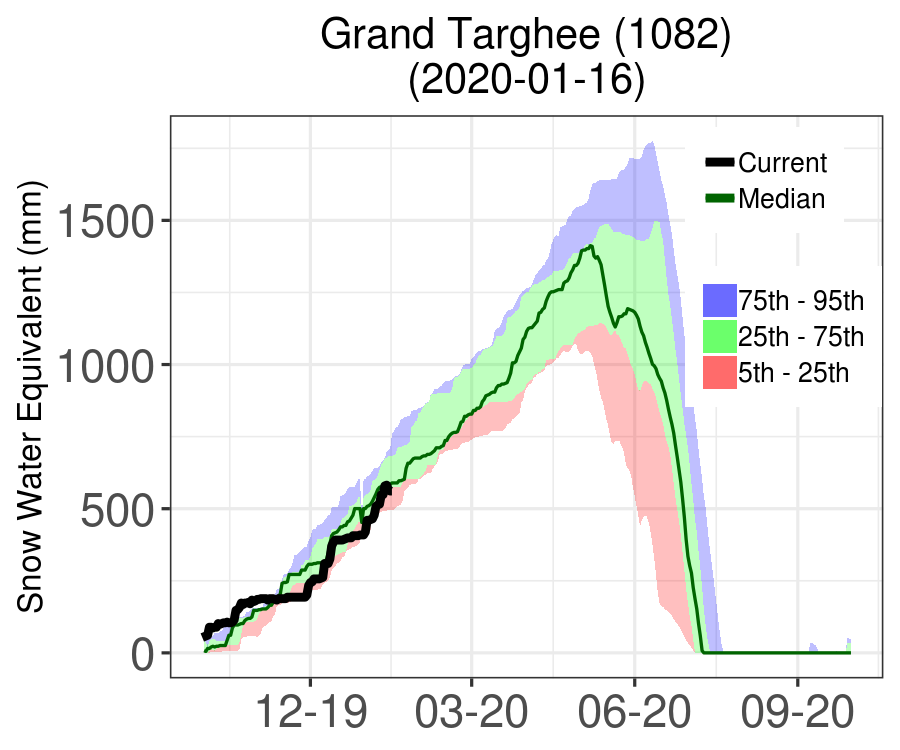 Grand Targhee (1082)
(2020-01-16)
Snow Water Equivalent (mm)
1500
1000
500
0
12-19 03-20 06-20 09-20
Current
Median
75th - 95th
25th - 75th
5th - 25th